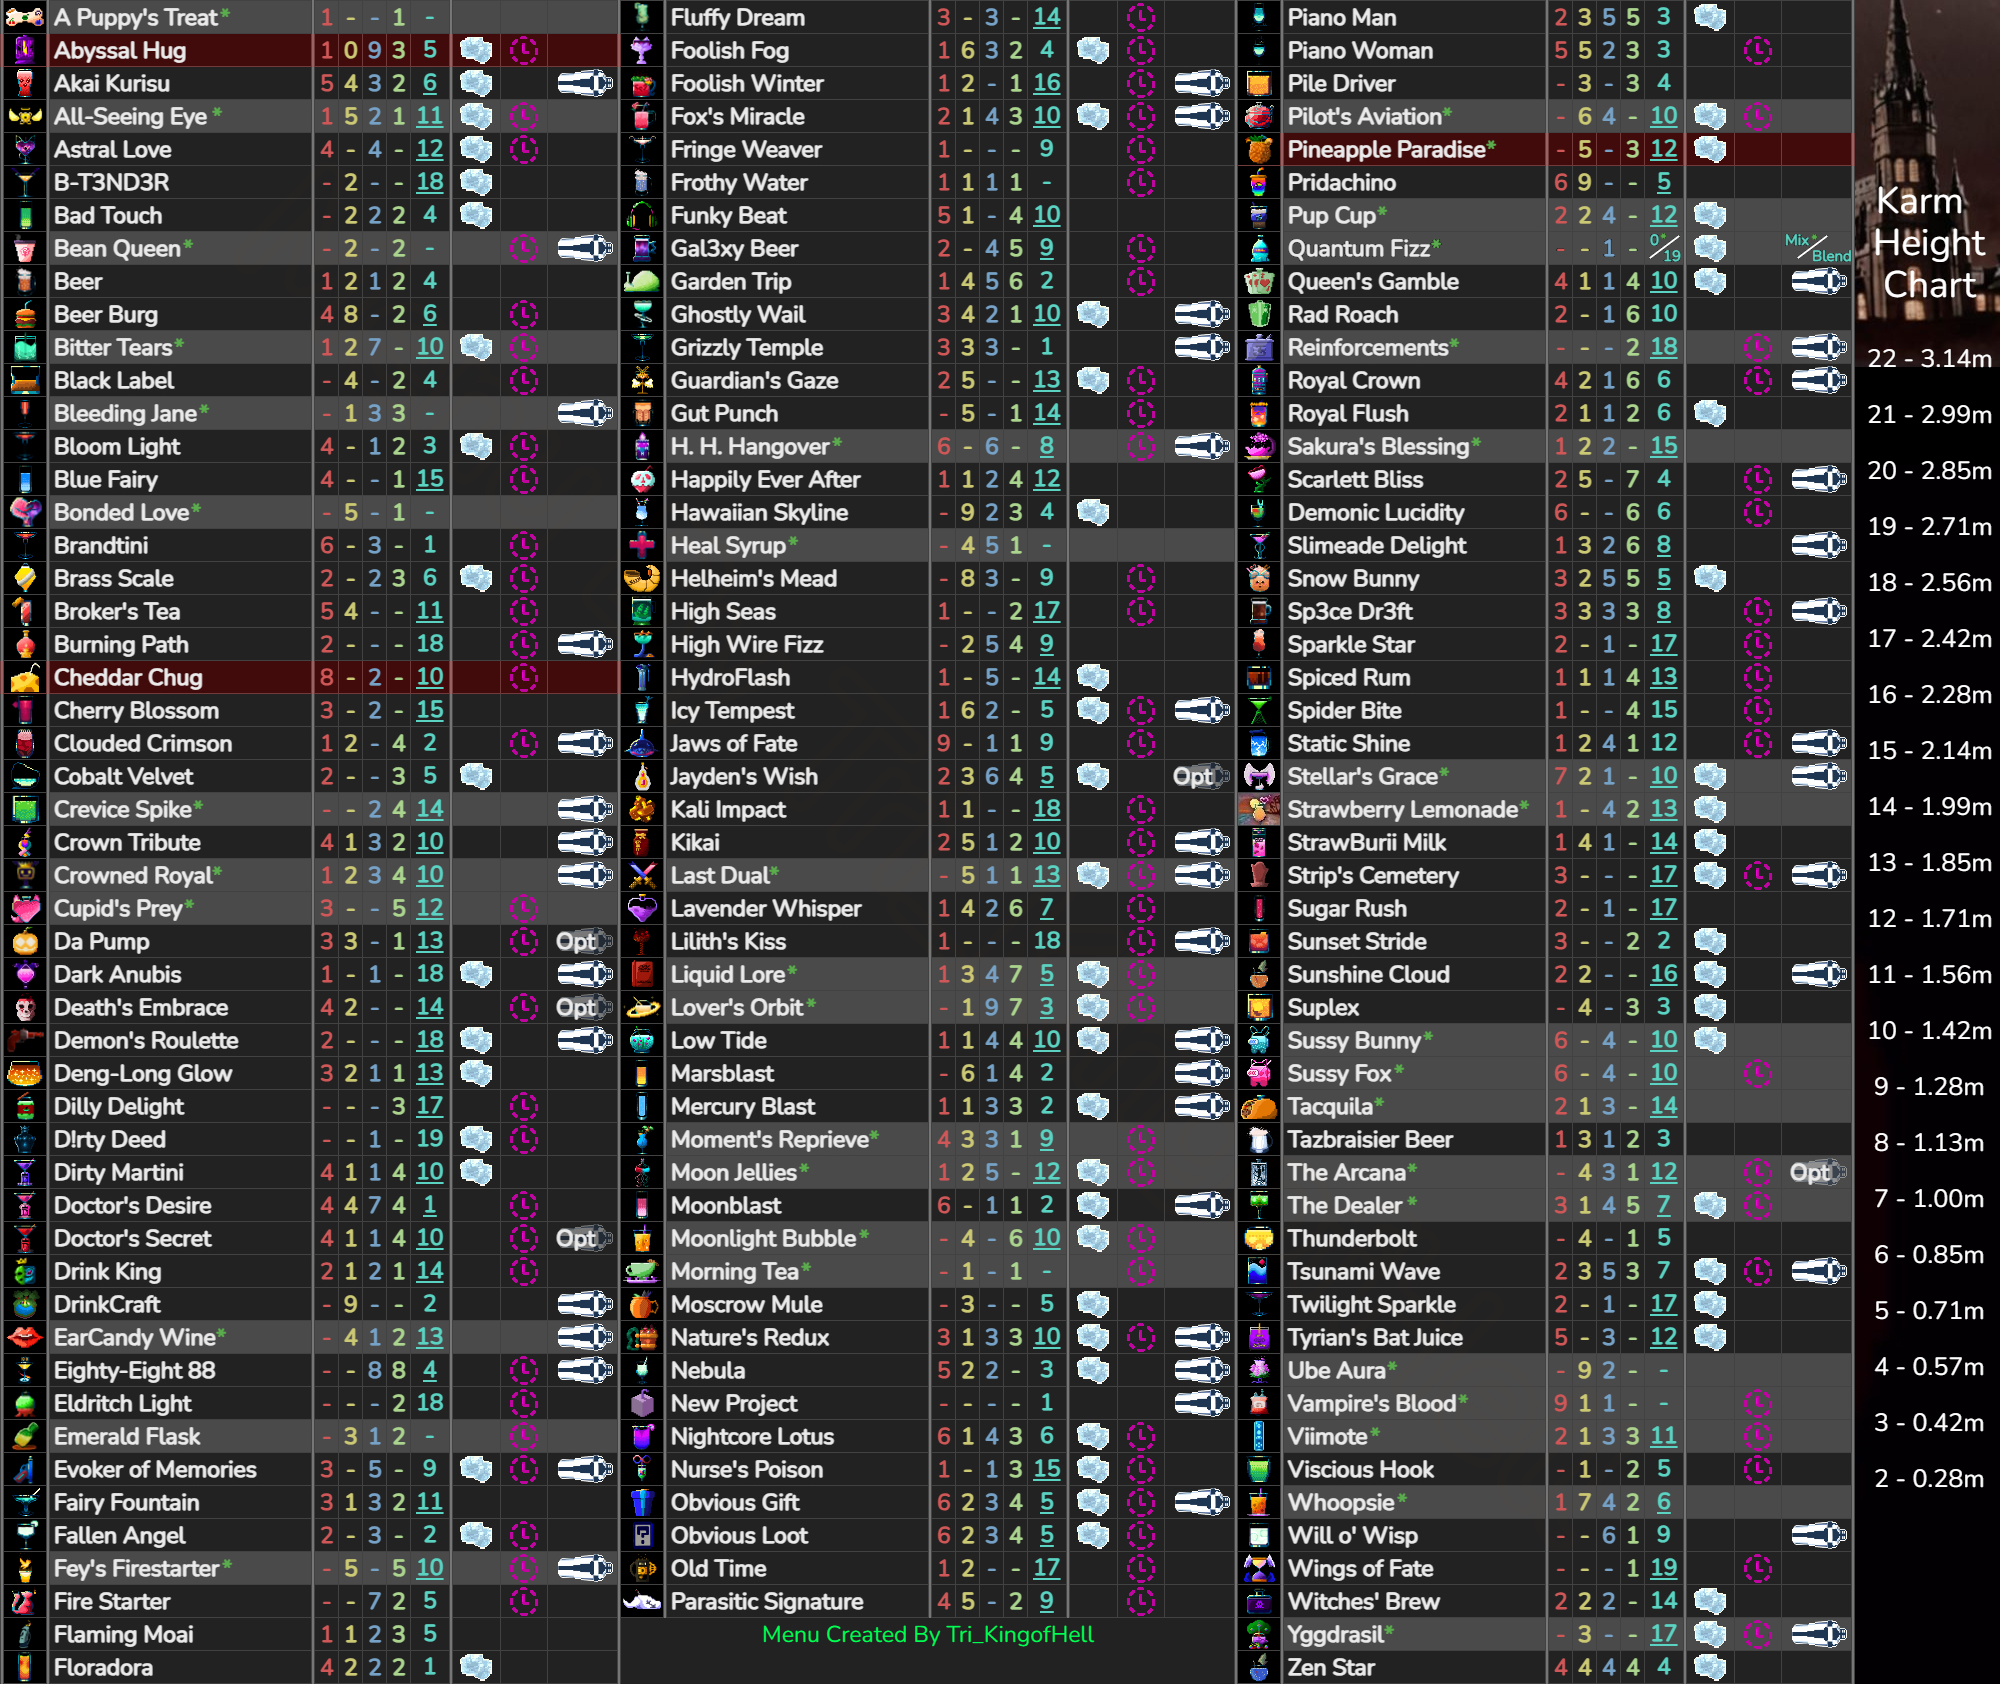 A Puppy's Treat* 1 - - 1 -
Abyssal Hug 1 0 9 3 5
Akai Kurisu 5 4 3 2 6
All-Seeing Eye* 1 5 2 1 11
Astral Love 4 - 4 - 12
B-T3ND3R - 2 - - 18
Bad Touch - 2 2 2 4
Bean Queen* - 2 - 2 -
Beer 1 2 1 2 4
Beer Burg 4 8 - 2 6
Bitter Tears* 1 2 7 - 10
Black Label - 4 - 2 4
Bleeding Jane* - 1 3 3 -
Bloom Light 4 - 1 2 3
Blue Fairy 4 - - 1 15
Bonded Love* - 5 - 1 -
Brandtini 6 - 3 - 1
Brass Scale 2 - 2 3 6
Broker's Tea 5 4 - - 11
Burning Path 2 - - - 18
Cheddar Chug 8 - 2 - 10
Cherry Blossom 3 - 2 - 15
Clouded Crimson 1 2 - 4 2
Cobalt Velvet 2 - - 3 5
Crevice Spike* - - 2 4 14
Crown Tribute 4 1 3 2 10
Crowned Royal* 1 2 3 4 10
Cupid's Prey* 3 - - 5 12
Da Pump 3 3 - 1 13 Opt
Dark Anubis 1 - 1 - 18
Death's Embrace 4 2 - - 14 Opt
Demon's Roulette 2 - - - 18
Deng-Long Glow 3 2 1 1 13
Dilly Delight - - - 3 17
D!rty Deed - - 1 - 19
Dirty Martini 4 1 1 4 10
Doctor's Desire 4 4 7 4 1
Doctor's Secret 4 1 1 4 10 Opt
Drink King 2 1 2 1 14
DrinkCraft - 9 - - 2
EarCandy Wine* - 4 1 2 13
Eighty-Eight 88 - - 8 8 4
Eldritch Light - - - 2 18
Emerald Flask - 3 1 2 -
Evoker of Memories 3 - 5 - 9
Fairy Fountain 3 1 3 2 11
Fallen Angel 2 - 3 - 2
Fey's Firestarter* - 5 - 5 10
Fire Starter - - 7 2 5
Flaming Moai 1 1 2 3 5
Floradora 4 2 2 2 1
Fluffy Dream 3 - 3 - 14
Foolish Fog 1 6 3 2 4
Foolish Winter 1 2 - 1 16
Fox's Miracle 2 1 4 3 10
Fringe Weaver 1 - - - 9
Frothy Water 1 1 1 1 -
Funky Beat 5 1 - 4 10
Gal3xy Beer 2 - 4 5 9
Garden Trip 1 4 5 6 2
Ghostly Wail 3 4 2 1 10
Grizzly Temple 3 3 3 - 1
Guardian's Gaze 2 5 - - 13
Gut Punch - 5 - 1 14
H. H. Hangover* 6 - 6 - 8
Happily Ever After 1 1 2 4 12
Hawaiian Skyline - 9 2 3 4
Heal Syrup* - 4 5 1 -
Helheim's Mead - 8 3 - 9
High Seas 1 - - 2 17
High Wire Fizz - 2 5 4 9
HydroFlash 1 - 5 - 14
Icy Tempest 1 6 2 - 5
Jaws of Fate 9 - 1 1 9
Jayden's Wish 2 3 6 4 5 Opt
Kali Impact 1 1 - - 18
Kikai 2 5 1 2 10
Last Dual* - 5 1 1 13
Lavender Whisper 1 4 2 6 7
Lilith's Kiss 1 - - - 18
Liquid Lore* 1 3 4 7 5
Lover's Orbit* - 1 9 7 3
Low Tide 1 1 4 4 10
Marsblast - 6 1 4 2
Mercury Blast 1 1 3 3 2
Moment's Reprieve* 4 3 3 1 9
Moon Jellies* 1 2 5 - 12
Moonblast 6 - 1 1 2
Moonlight Bubble* - 4 - 6 10
Morning Tea* - 1 - 1 -
Moscrow Mule - 3 - - 5
Nature's Redux 3 1 3 3 10
Nebula 5 2 2 - 3
New Project - - - - 1
Nightcore Lotus 6 1 4 3 6
Nurse's Poison 1 - 1 3 15
Obvious Gift 6 2 3 4 5
Obvious Loot 6 2 3 4 5
Old Time 1 2 - - 17
Parasitic Signature 4 5 - 2 9
Menu Created By Tri_KingofHell
Piano Man 2 3 5 5 3
Piano Woman 5 5 2 3 3
Pile Driver - 3 - 3 4
Pilot's Aviation* - 6 4 - 10
Pineapple Paradise* - 5 - 3 12
Pridachino 6 9 - - 5
Pup Cup* 2 2 4 - 12
Quantum Fizz* - - 1 - 0*/19 Mix*/Blend
Queen's Gamble 4 1 1 4 10
Rad Roach 2 - 1 6 10
Reinforcements* - - - 2 18
Royal Crown 4 2 1 6 6
Royal Flush 2 1 1 2 6
Sakura's Blessing* 1 2 2 - 15
Scarlett Bliss 2 5 - 7 4
Demonic Lucidity 6 - - 6 6
Slimeade Delight 1 3 2 6 8
Snow Bunny 3 2 5 5 5
Sp3ce Dr3ft 3 3 3 3 8
Sparkle Star 2 - 1 - 17
Spiced Rum 1 1 1 4 13
Spider Bite 1 - - 4 15
Static Shine 1 2 4 1 12
Stellar's Grace* 7 2 1 - 10
Strawberry Lemonade* 1 - 4 2 13
StrawBurii Milk 1 4 1 - 14
Strip's Cemetery 3 - - - 17
Sugar Rush 2 - 1 - 17
Sunset Stride 3 - - 2 2
Sunshine Cloud 2 2 - - 16
Suplex - 4 - 3 3
Sussy Bunny* 6 - 4 - 10
Sussy Fox* 6 - 4 - 10
Tacquila* 2 1 3 - 14
Tazbraisier Beer 1 3 1 2 3
The Arcana* - 4 3 1 12 Opt
The Dealer* 3 1 4 5 7
Thunderbolt - 4 - 1 5
Tsunami Wave 2 3 5 3 7
Twilight Sparkle 2 - 1 - 17
Tyrian's Bat Juice 5 - 3 - 12
Ube Aura* - 9 2 - -
Vampire's Blood* 9 1 1 - -
Viimote* 2 1 3 3 11
Viscious Hook - 1 - 2 5
Whoopsie* 1 7 4 2 6
Will o' Wisp - - 6 1 9
Wings of Fate - - - 1 19
Witches' Brew 2 2 2 - 14
Yggdrasil* - 3 - - 17
Zen Star 4 4 4 4 4
Karm
Height
Chart
22 - 3.14m
21 - 2.99m
20 - 2.85m
19 - 2.71m
18 - 2.56m
17 - 2.42m
16 - 2.28m
15 - 2.14m
14 - 1.99m
13 - 1.85m
12 - 1.71m
11 - 1.56m
10 - 1.42m
9 - 1.28m
8 - 1.13m
7 - 1.00m
6 - 0.85m
5 - 0.71m
4 - 0.57m
3 - 0.42m
2 - 0.28m